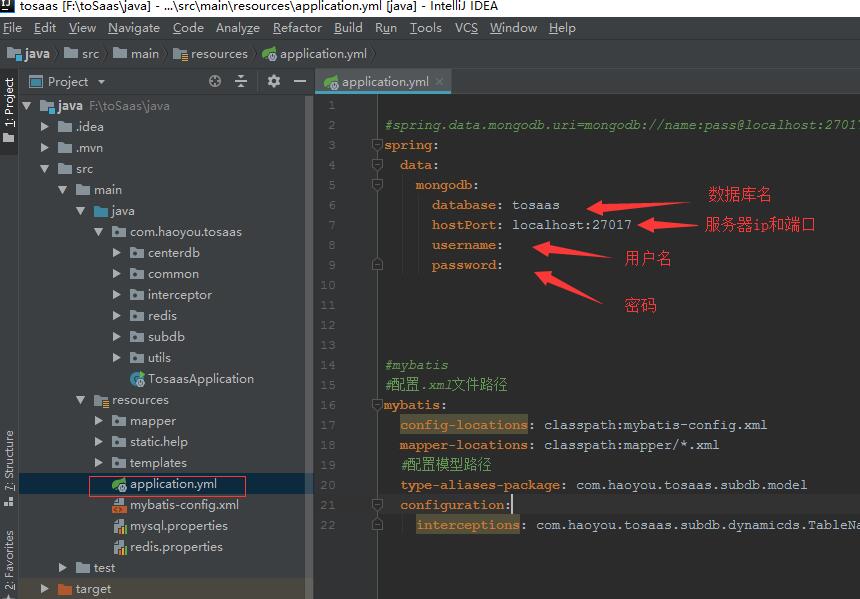 tosaas [F:\toSaas\java] - ...\src\main\resources\application.yml [java] - IntelliJ IDEA
File Edit View Navigate Code Analyze Refactor Build Run Tools VCS Window Help
java src main resources application.yml
1: Project
Project
application.yml
java F:\toSaas\java
.idea
.mvn
src
main
java
com.haoyou.tosaas
centerdb
common
interceptor
redis
subdb
utils
TosaasApplication
resources
mapper
static.help
templates
application.yml
mybatis-config.xml
mysql.properties
redis.properties
test
target
7: Structure
2: Favorites
1
2 #spring.data.mongodb.uri=mongodb://name:pass@localhost:27017
3 spring:
4 data:
5 mongodb:
6 database: tosaas 数据库名
7 hostPort: localhost:27017 服务器ip和端口
8 username: 用户名
9 password:
10
11 密码
12
13
14 #mybatis
15 #配置.xml文件路径
16 mybatis:
17 config-locations: classpath:mybatis-config.xml
18 mapper-locations: classpath:mapper/*.xml
19 #配置模型路径
20 type-aliases-package: com.haoyou.tosaas.subdb.model
21 configuration:
22 interceptions: com.haoyou.tosaas.subdb.dynamicds.TableNa